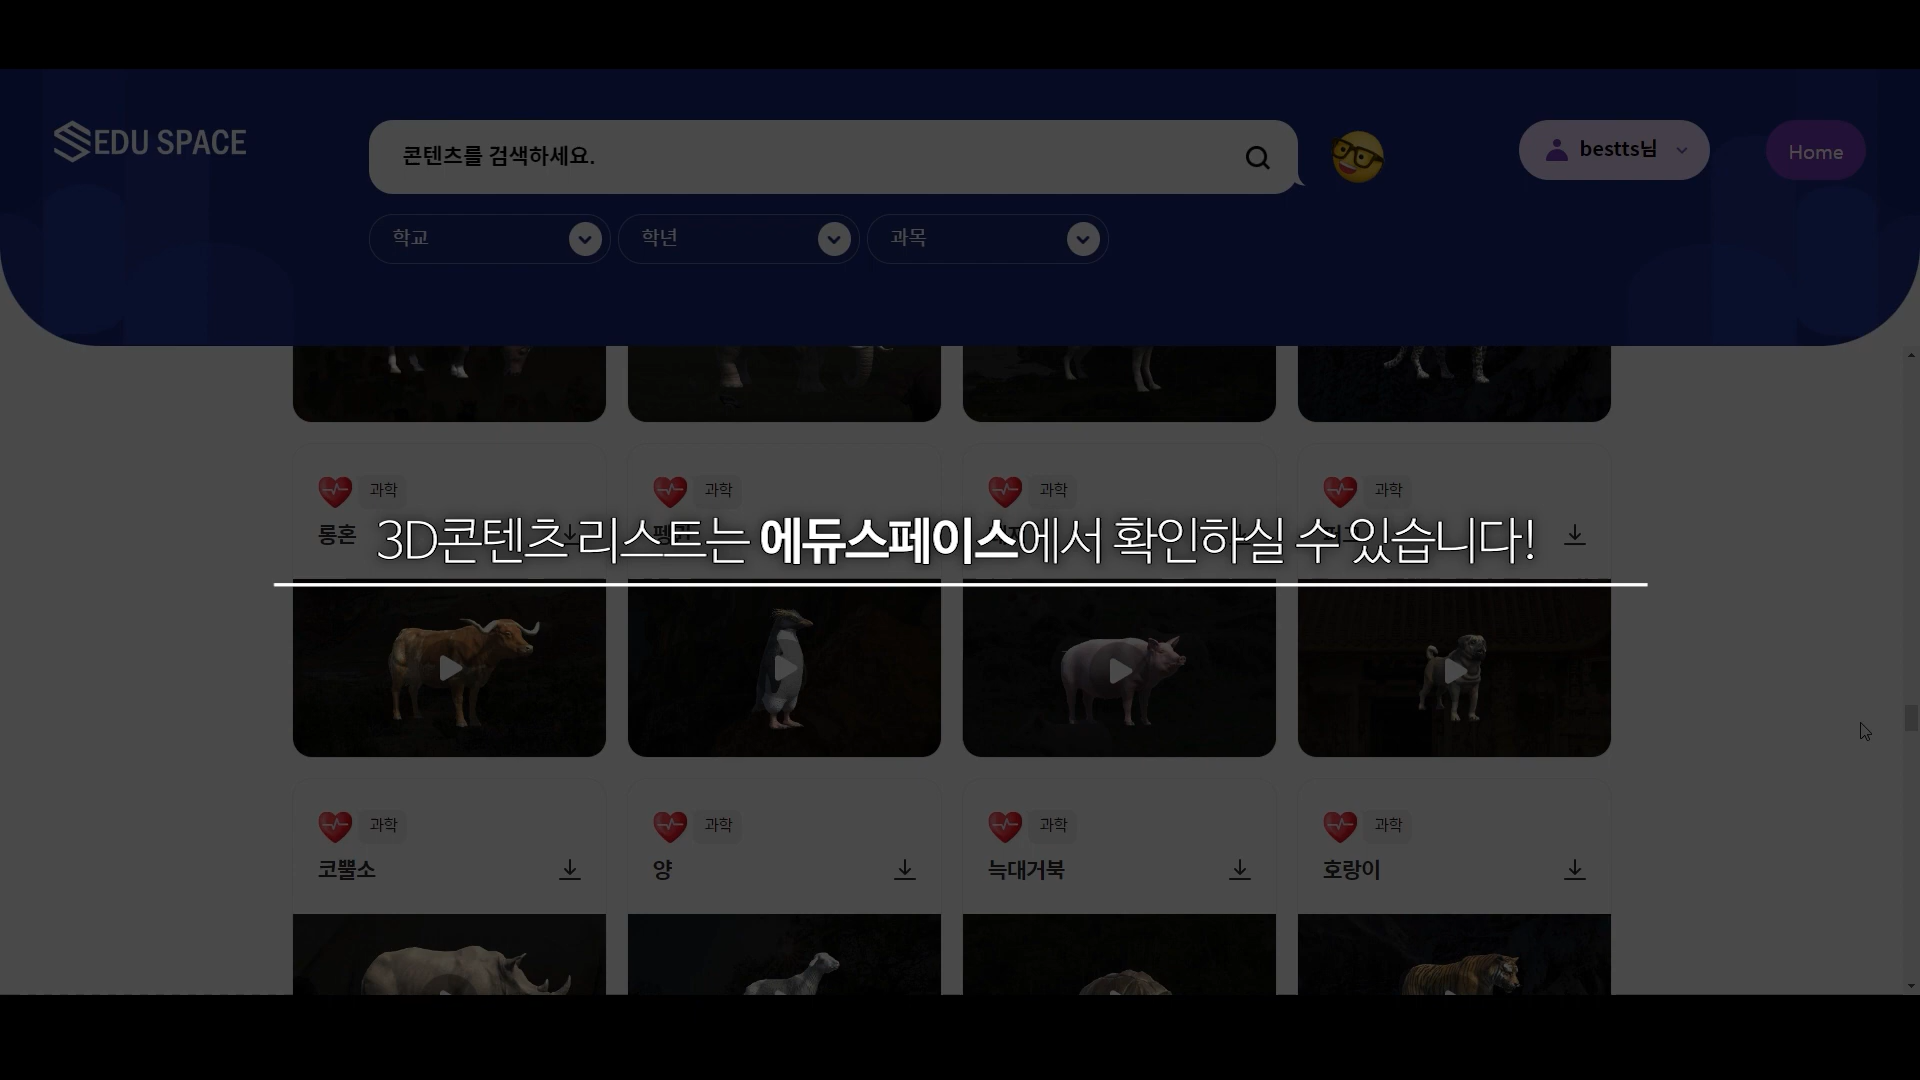 EDU SPACE
콘텐츠를 검색하세요.
bestts님
Home
학교
학년
과목
과학
과학
과학
과학
롱혼
3D콘텐츠 리스트는 에듀스페이스에서 확인하실 수 있습니다!
과학
과학
과학
과학
코뿔소
양
늑대거북
호랑이